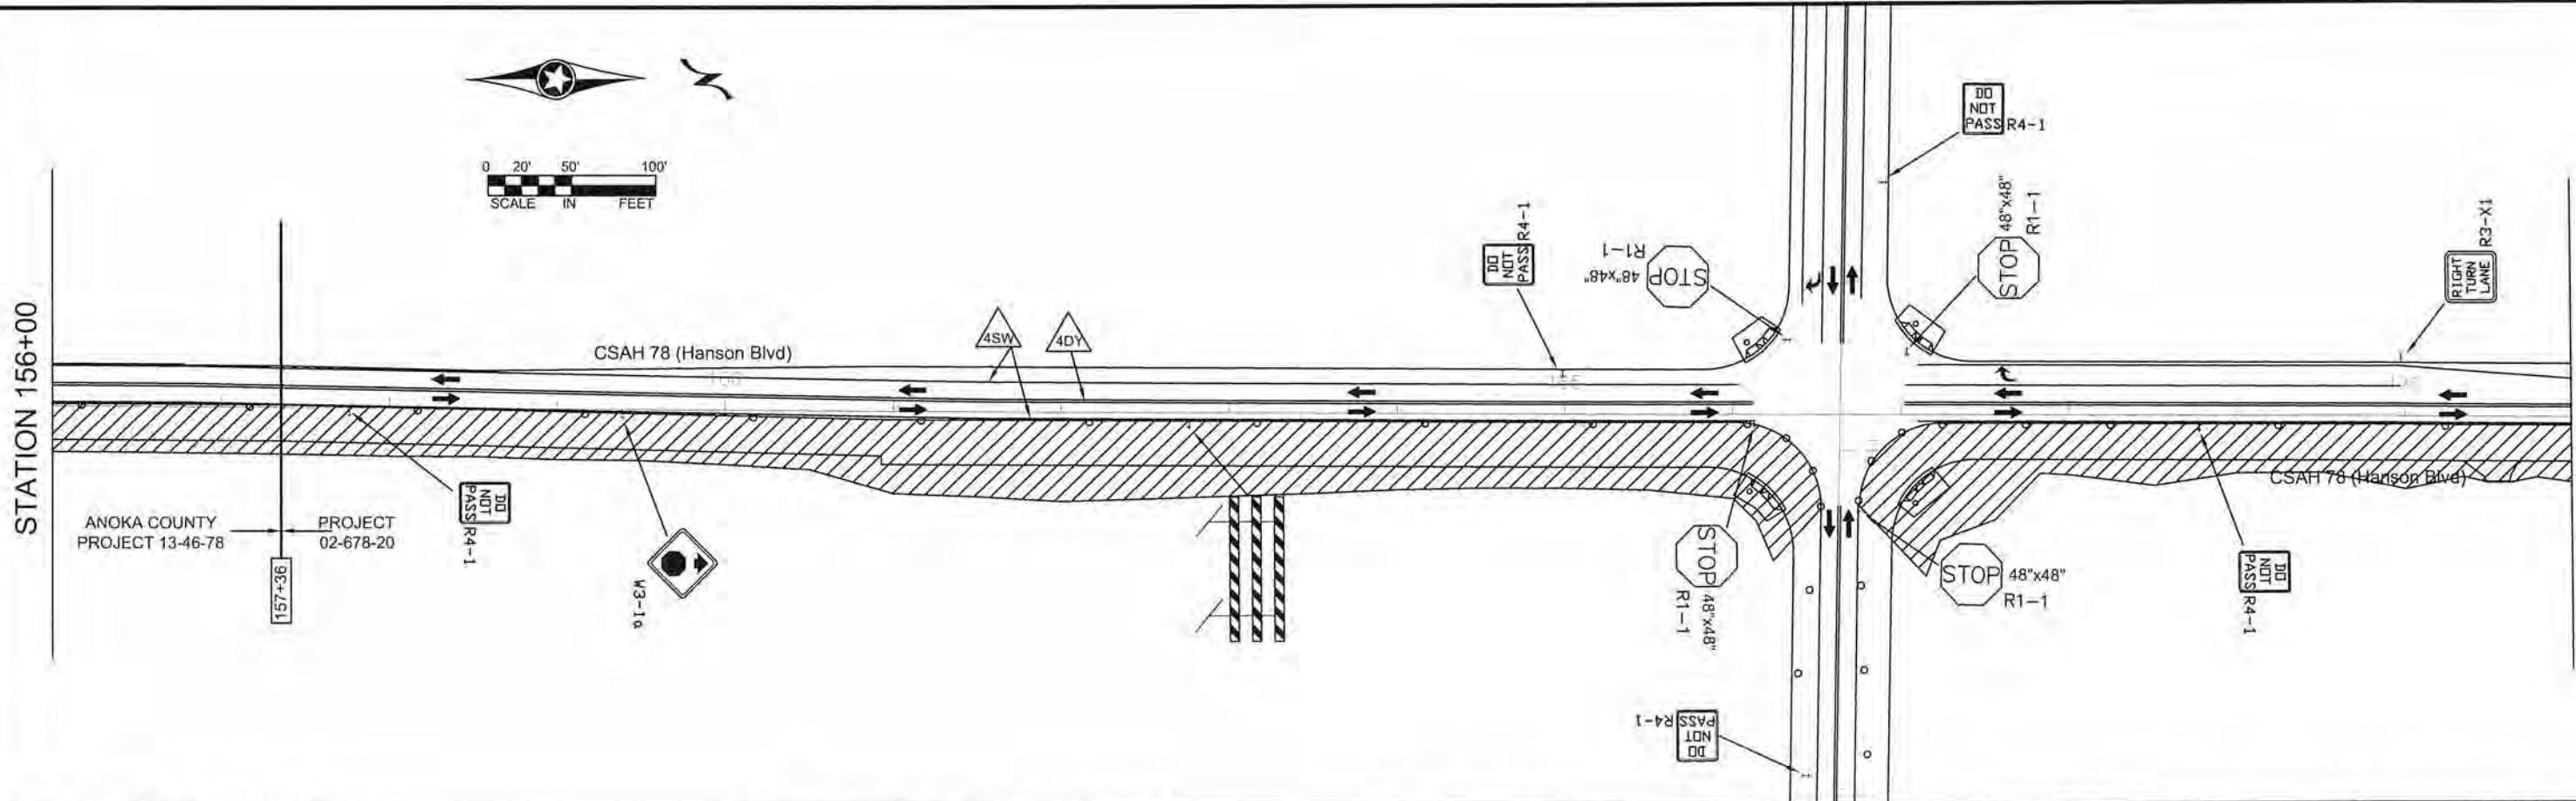 STATION 156+00
0 20' 50' 100'
SCALE IN FEET
CSAH 78 (Hanson Blvd)
160
4SW
4DY
DO
NOT
PASS R4-1
165
STOP
48"x48"
R1-1
DO
NOT
PASS R4-1
STOP 48"x48"
R1-1
RIGHT
TURN
LANE
R3-X1
ANOKA COUNTY
PROJECT 13-46-78
PROJECT
02-678-20
157+36
DO
NOT
PASS R4-1
W3-1a
STOP 48"x48"
R1-1
STOP 48"x48"
R1-1
DO
NOT
PASS R4-1
CSAH 78 (Hanson Blvd)
DO
NOT
PASS R4-1